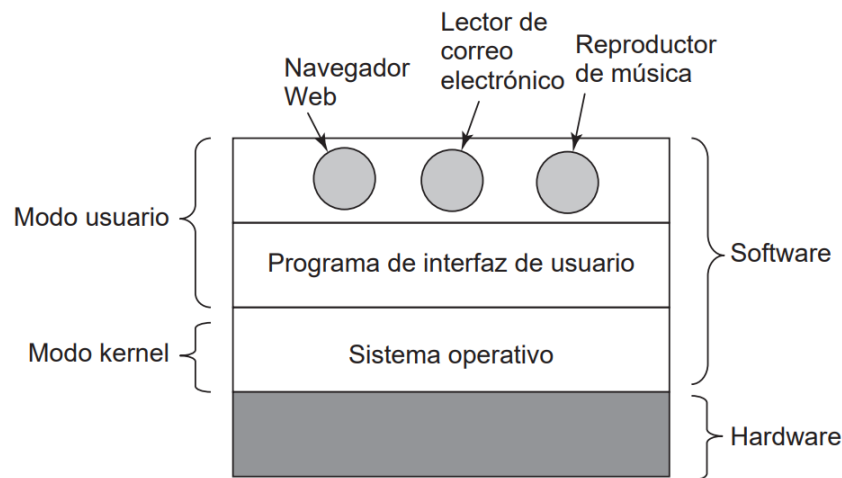 Navegador
Web
Lector de
correo
electrónico
Reproductor
de música
Modo usuario
Programa de interfaz de usuario
Software
Modo kernel
Sistema operativo
Hardware